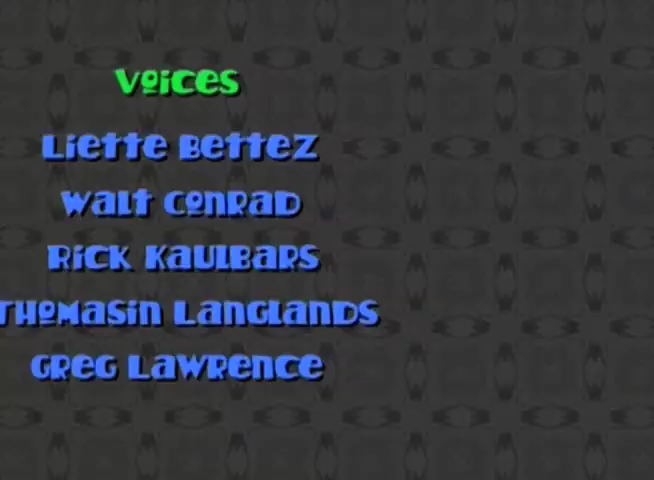 Voices
Liette Bettez
Walt Conrad
Rick Kaulbars
Thomasin Langlands
Greg Lawrence